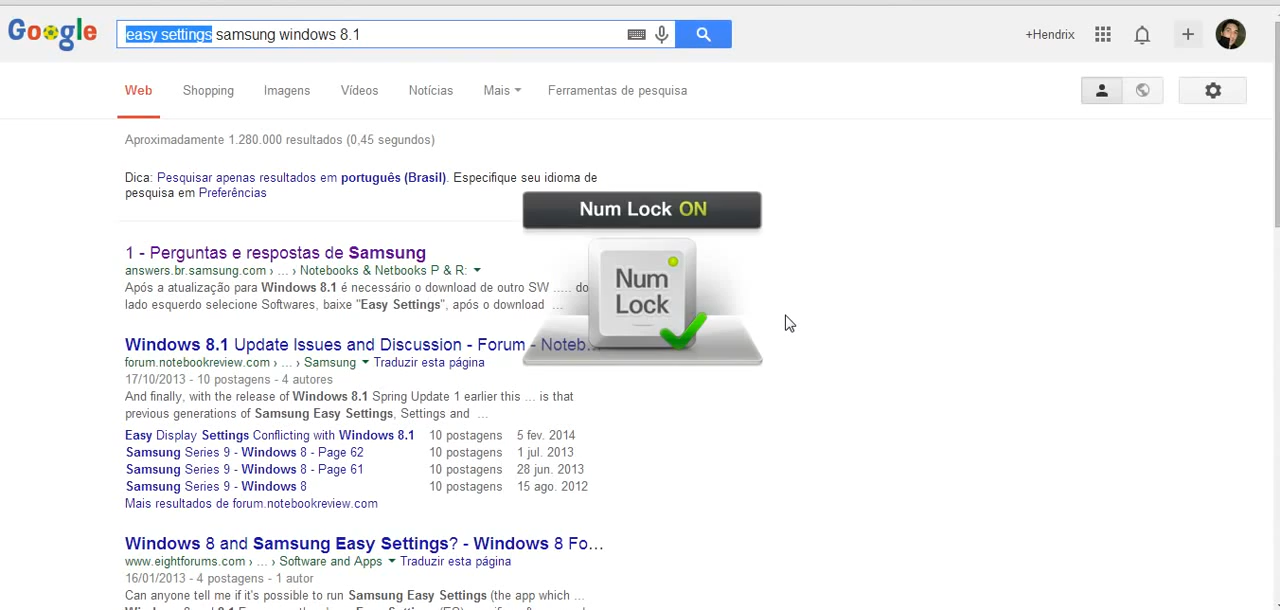 Google
easy settings samsung windows 8.1
+Hendrix
Web Shopping Imagens Vídeos Notícias Mais Ferramentas de pesquisa
Aproximadamente 1.280.000 resultados (0,45 segundos)
Dica: Pesquisar apenas resultados em português (Brasil). Especifique seu idioma de
pesquisa em Preferências
Num Lock ON
Num
Lock
1 - Perguntas e respostas de Samsung
answers.br.samsung.com › ... › Notebooks & Netbooks P & R:
Após a atualização para Windows 8.1 é necessário o download de outro SW ..... do
lado esquerdo selecione Softwares, baixe "Easy Settings", após o download ...
Windows 8.1 Update Issues and Discussion - Forum - Noteb...
forum.notebookreview.com › ... › Samsung Traduzir esta página
17/10/2013 - 10 postagens - 4 autores
And finally, with the release of Windows 8.1 Spring Update 1 earlier this ... is that
previous generations of Samsung Easy Settings, Settings and ...
Easy Display Settings Conflicting with Windows 8.1 10 postagens 5 fev. 2014
Samsung Series 9 - Windows 8 - Page 62 10 postagens 1 jul. 2013
Samsung Series 9 - Windows 8 - Page 61 10 postagens 28 jun. 2013
Samsung Series 9 - Windows 8 10 postagens 15 ago. 2012
Mais resultados de forum.notebookreview.com
Windows 8 and Samsung Easy Settings? - Windows 8 Fo...
www.eightforums.com › ... › Software and Apps Traduzir esta página
16/01/2013 - 4 postagens - 1 autor
Can anyone tell me if it's possible to run Samsung Easy Settings (the app which ...